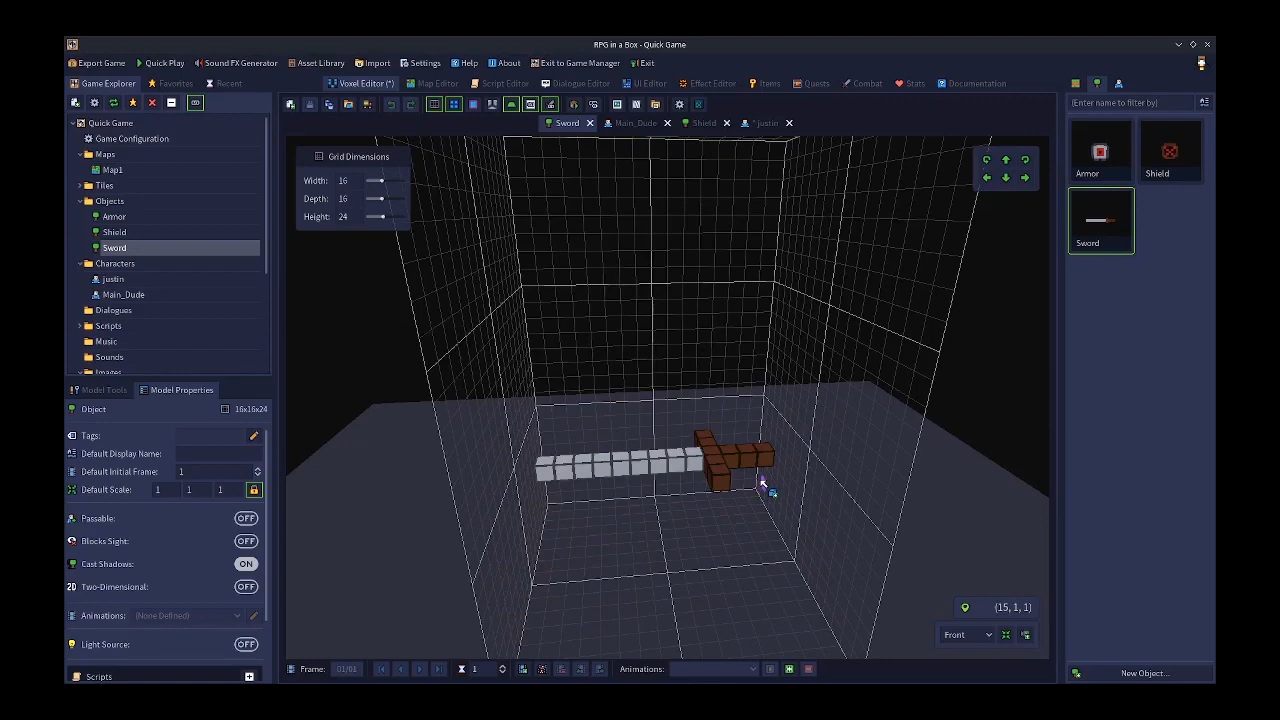 RPG in a Box - Quick Game
Export Game Quick Play Sound FX Generator Asset Library Import Settings Help About Exit to Game Manager Exit
Game Explorer Favorites Recent Voxel Editor (*) Map Editor Script Editor Dialogue Editor UI Editor Effect Editor Items Quests Combat Stats Documentation
(Enter name to filter by)
Sword Main_Dude Shield * justin
Quick Game
Game Configuration
Maps
Map1
Tiles
Objects
Armor
Shield
Sword
Characters
justin
Main_Dude
Dialogues
Scripts
Music
Sounds
Images
Grid Dimensions
Width: 16
Depth: 16
Height: 24
Armor Shield
Sword
Model Tools Model Properties
Object 16x16x24
Tags:
Default Display Name:
Default Initial Frame: 1
Default Scale: 1 1 1
Passable: OFF
Blocks Sight: OFF
Cast Shadows: ON
2D Two-Dimensional: OFF
Animations: (None Defined)
Light Source: OFF
Scripts
(15, 1, 1)
Front
Frame: 01/01 1 Animations:
New Object...